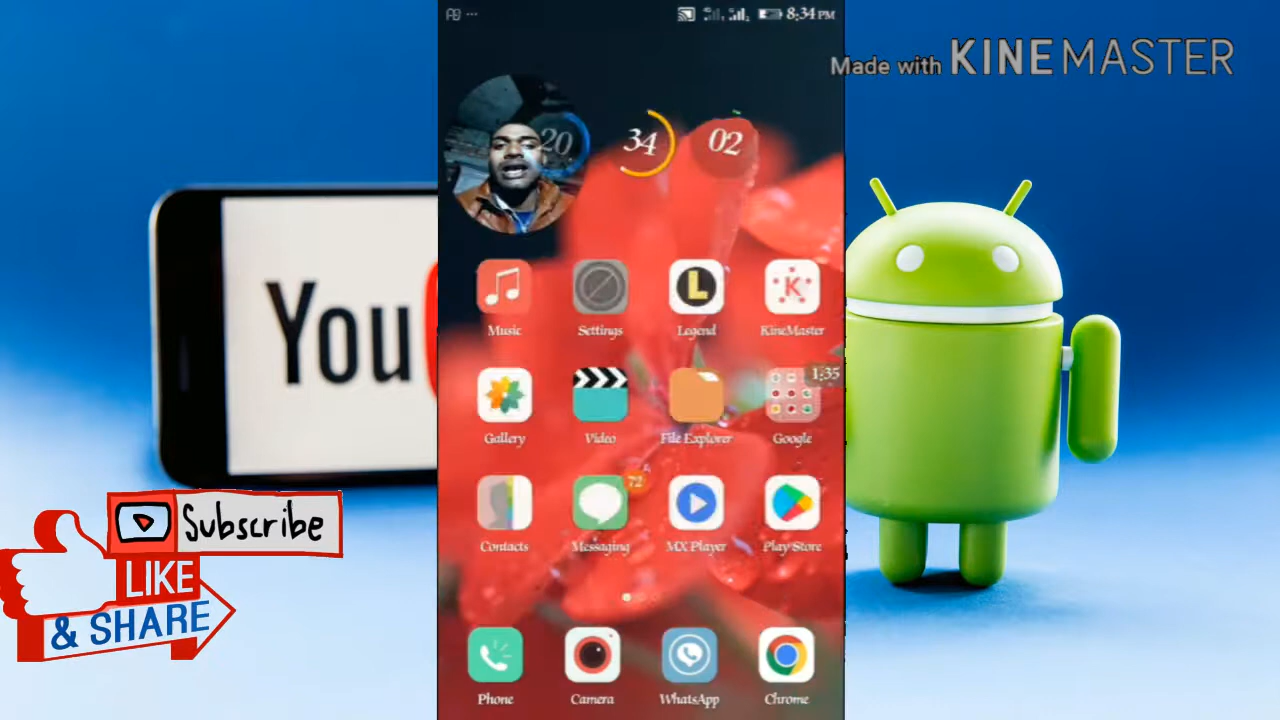 8:34 PM
Made with KINEMASTER
20 34 02
You
Music Settings Legend KineMaster
1:35
Gallery Video File Explorer Google
72
Contacts Messaging MX Player Play Store
Subscribe
LIKE
& SHARE
Phone Camera WhatsApp Chrome